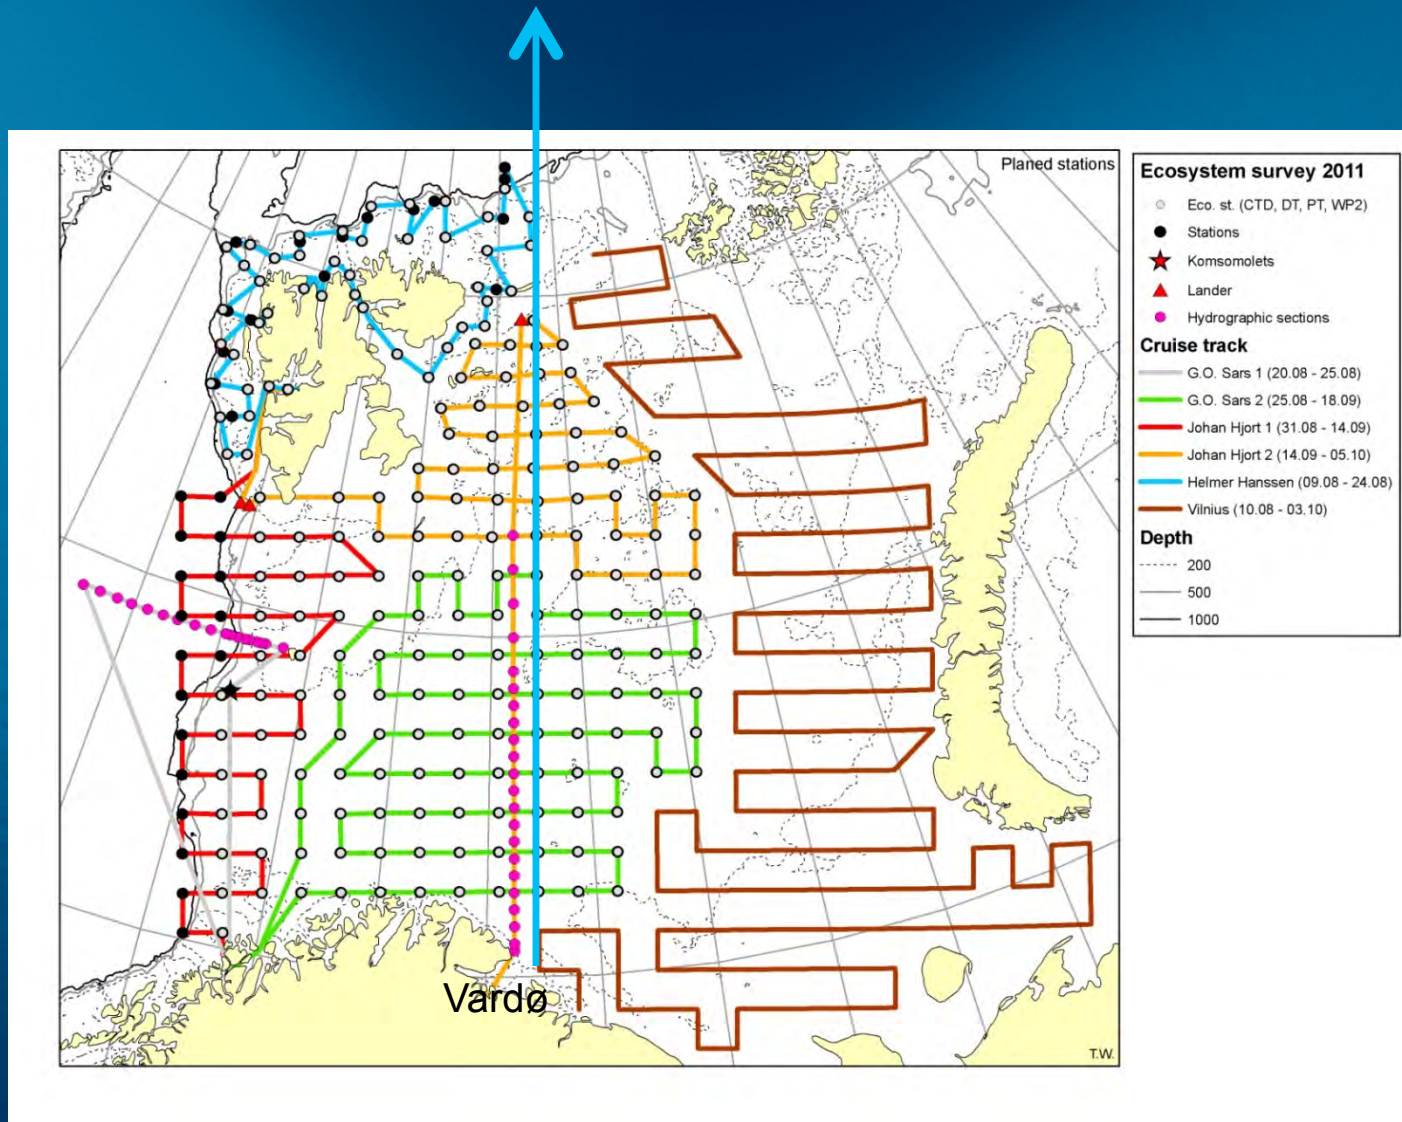 Planed stations
Ecosystem survey 2011
Eco. st. (CTD, DT, PT, WP2)
Stations
Komsomolets
Lander
Hydrographic sections
Cruise track
G.O. Sars 1 (20.08 - 25.08)
G.O. Sars 2 (25.08 - 18.09)
Johan Hjort 1 (31.08 - 14.09)
Johan Hjort 2 (14.09 - 05.10)
Helmer Hanssen (09.08 - 24.08)
Vilnius (10.08 - 03.10)
Depth
200
500
1000
Vardø
T.W.